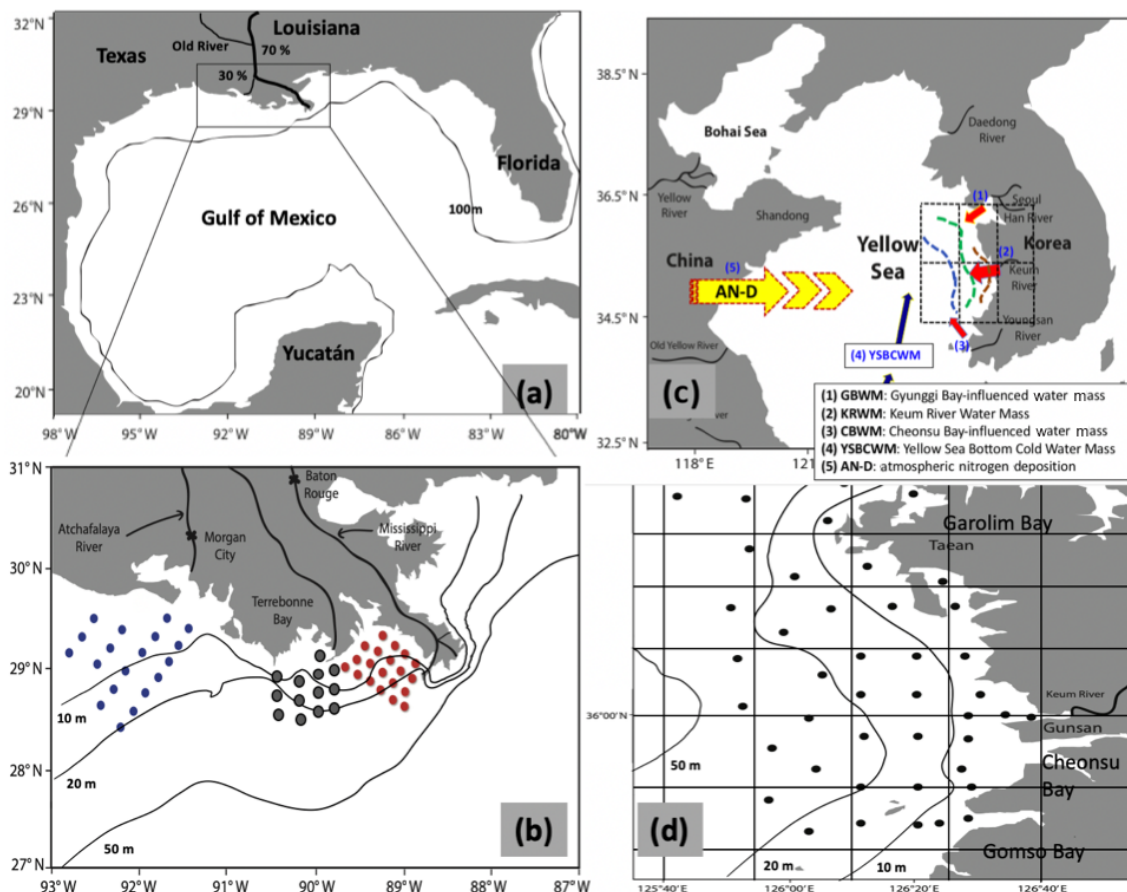 32°N
29°N
26°N
23°N
20°N
98°W
95°W
92°W
89°W
86°W
83°W
80°W
Texas
Old River
Louisiana
70 %
30 %
Florida
100m
Gulf of Mexico
Yucatán
(a)
31°N
30°N
29°N
28°N
27°N
93°W
92°W
91°W
90°W
89°W
88°W
87°W
Baton
Rouge
Atchafalaya
River
Morgan
City
Mississippi
River
Terrebonne
Bay
10 m
20 m
50 m
(b)
38.5°N
36.5°N
34.5°N
32.5°N
118°E
Bohai Sea
Daedong
River
Yellow
River
Shandong
(1)
Seoul
Han River
Yellow
Sea
Korea
(2)
Keum
River
China
(5)
AN-D
Old Yellow River
(3)
(4) YSBCWM
(c)
(1) GBWM: Gyunggi Bay-influenced water mass
(2) KRWM: Keum River Water Mass
(3) CBWM: Cheonsu Bay-influenced water mass
(4) YSBCWM: Yellow Sea Bottom Cold Water Mass
(5) AN-D: atmospheric nitrogen deposition
Garolim Bay
Taean
Keum River
36°00'N
Gunsan
50 m
Cheonsu
Bay
(d)
20 m
10 m
Gomso Bay
125°40'E
126°00'E
126°20'E
126°40'E